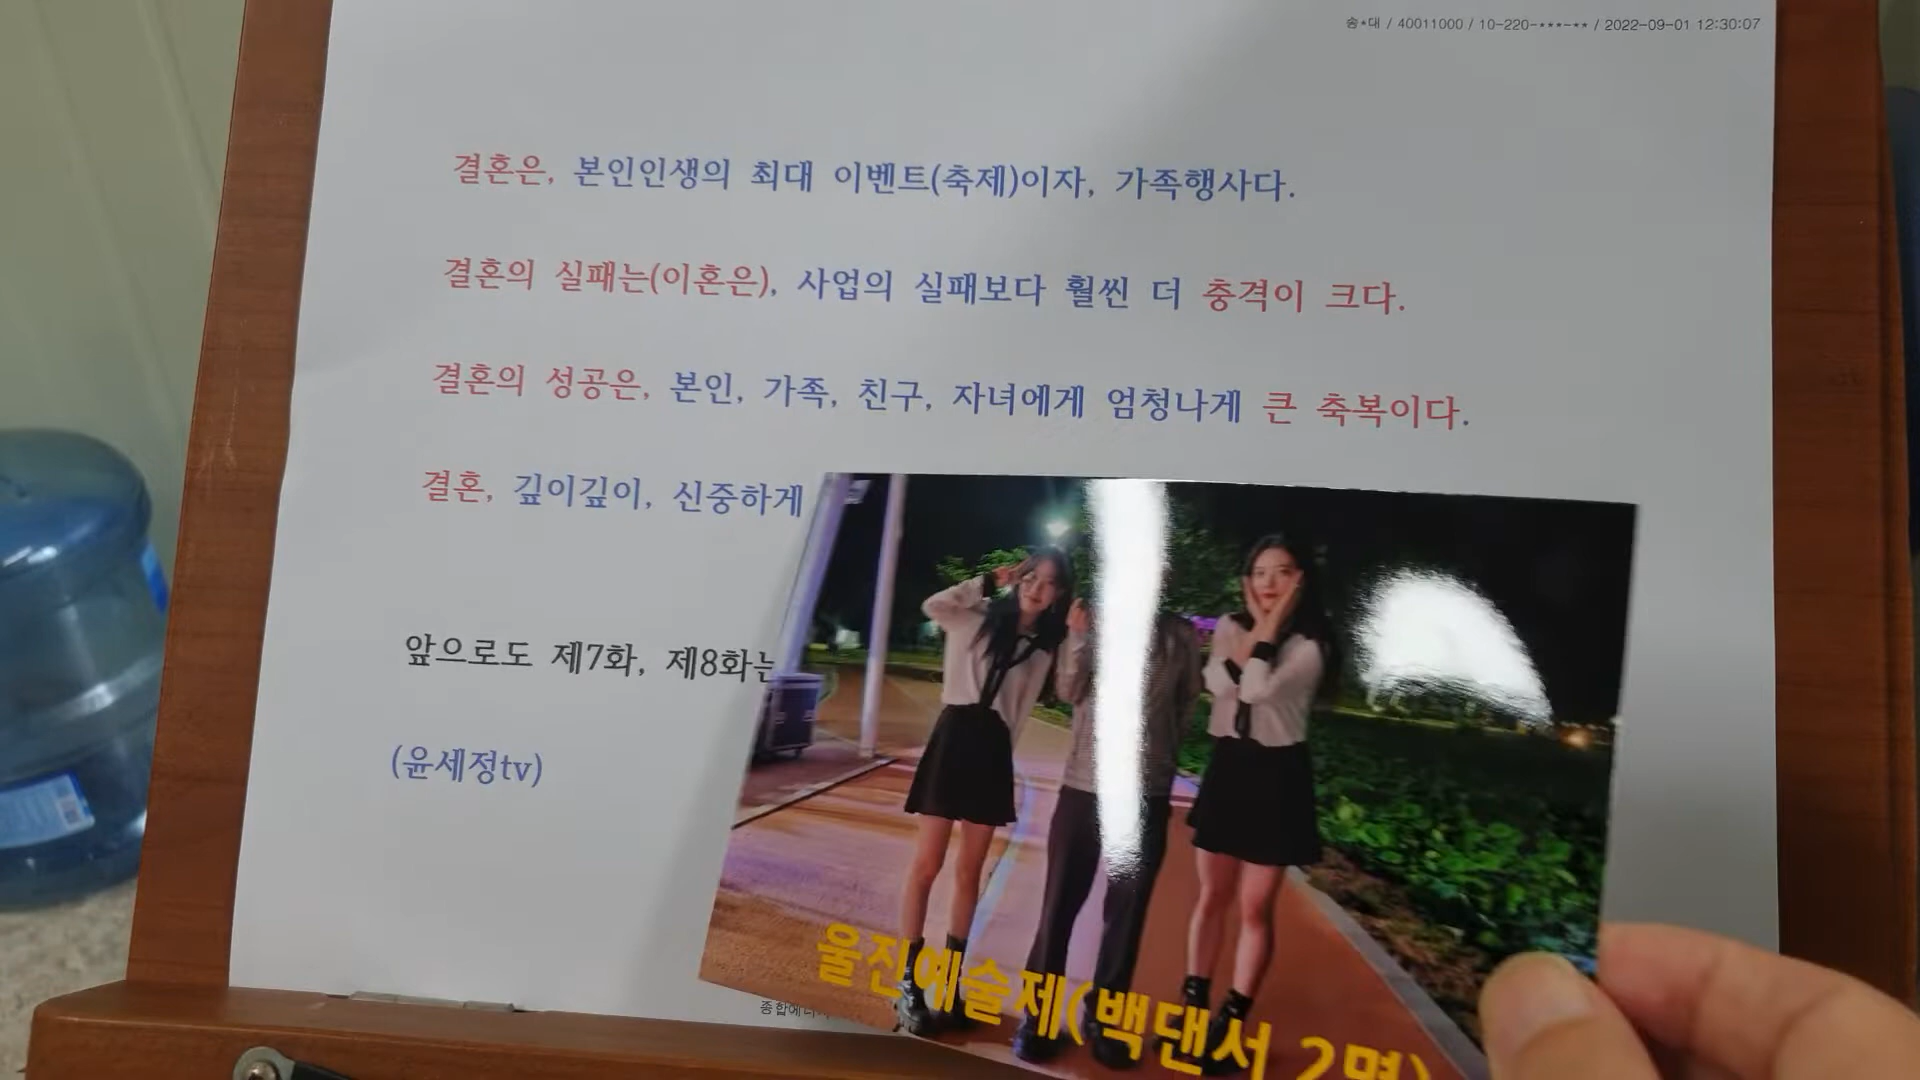 송*대 / 40011000 / 10-220-***-** / 2022-09-01 12:30:07
결혼은, 본인인생의 최대 이벤트(축제)이자, 가족행사다.
결혼의 실패는(이혼은), 사업의 실패보다 훨씬 더 충격이 크다.
결혼의 성공은, 본인, 가족, 친구, 자녀에게 엄청나게 큰 축복이다.
결혼, 깊이깊이, 신중하게
앞으로도 제7화, 제8화는
(윤세정tv)
울진예술제(백댄서 2명)